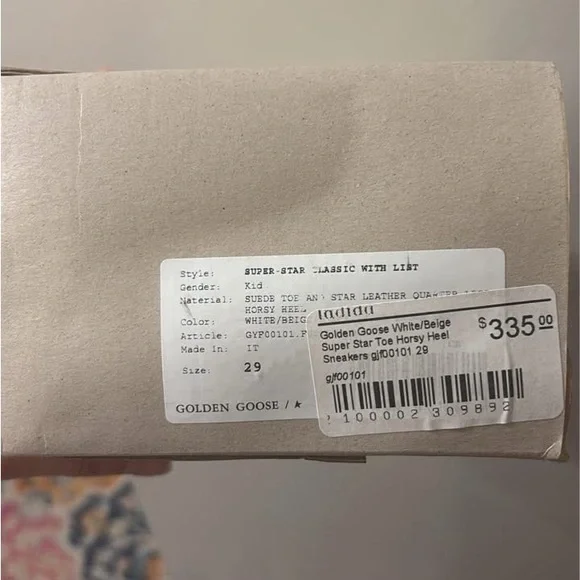 Style: SUPER-STAR CLASSIC WITH LIST
Gender: Kid
Material: SUEDE TOE AND STAR LEATHER QUARTER
HORSY HEEL
Color: WHITE/BEIG
Article: GYF00101.F
Made in: IT
Size: 29
GOLDEN GOOSE / ★
ladida
Golden Goose White/Beige
Super Star Toe Horsy Heel
Sneakers gjf00101 29
$335.00
gjf00101
2 100002 309892